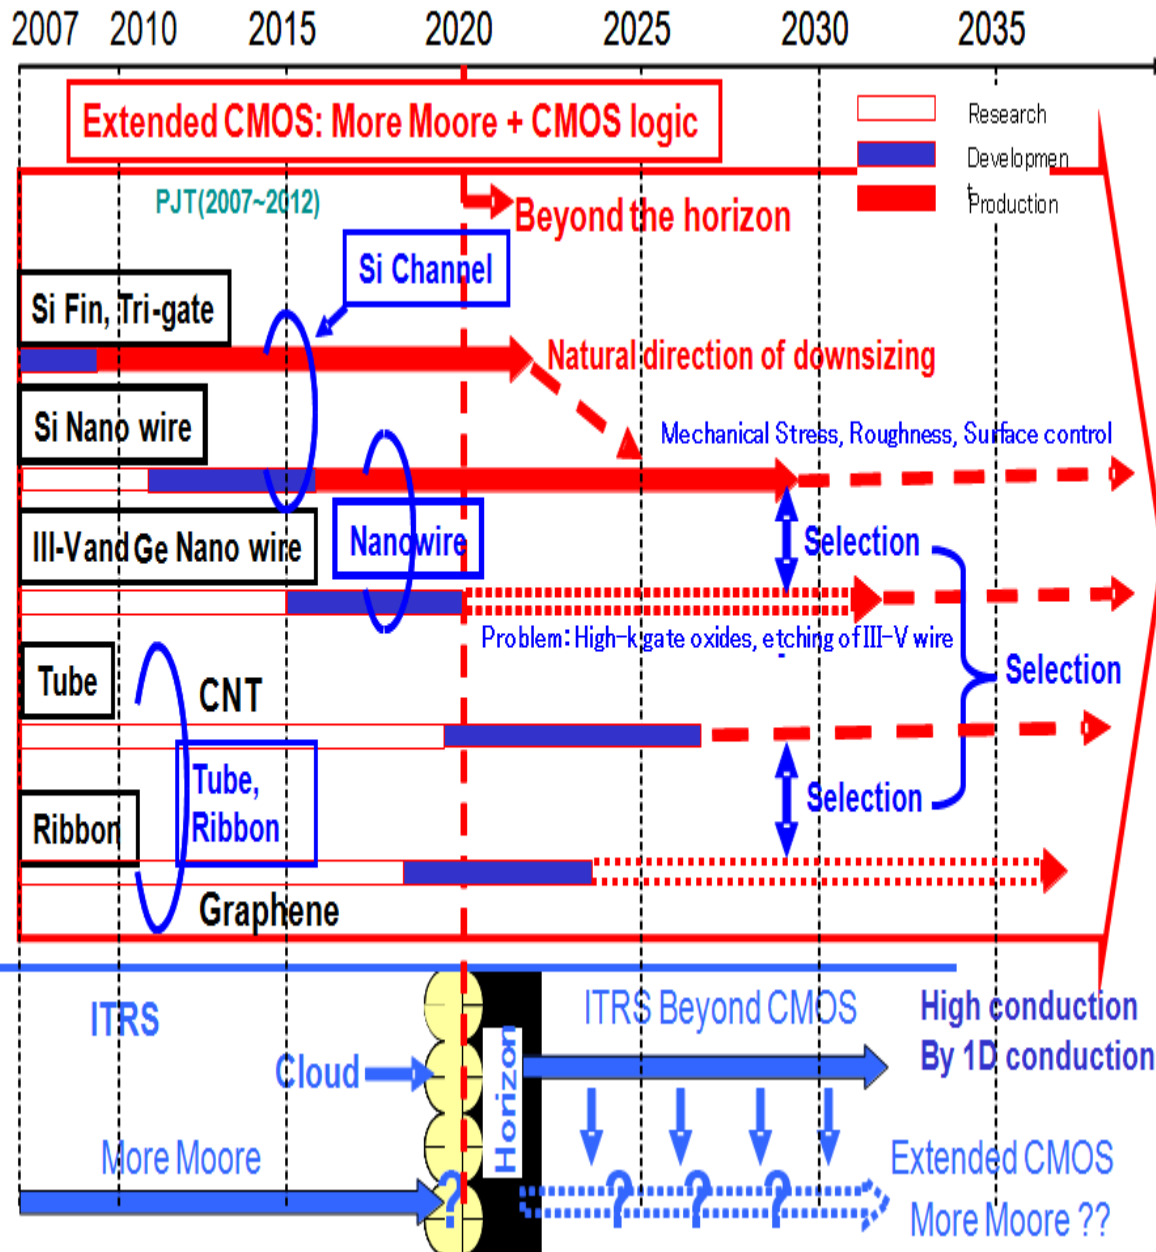 2007 2010 2015 2020 2025 2030 2035
Extended CMOS: More Moore + CMOS logic
Research
Developmen
t
Production
PJT(2007~2012)
Beyond the horizon
Si Channel
Si Fin, Tri-gate
Natural direction of downsizing
Si Nano wire
Mechanical Stress, Roughness, Surface control
III-V and Ge Nano wire
Nanowire
Selection
Problem: High-k gate oxides, etching of III-V wire
Selection
Tube
CNT
Tube,
Ribbon
Selection
Ribbon
Graphene
ITRS
ITRS Beyond CMOS
High conduction
By 1D conduction
Cloud
Horizon
More Moore
Extended CMOS
? ? ? ?
More Moore ??